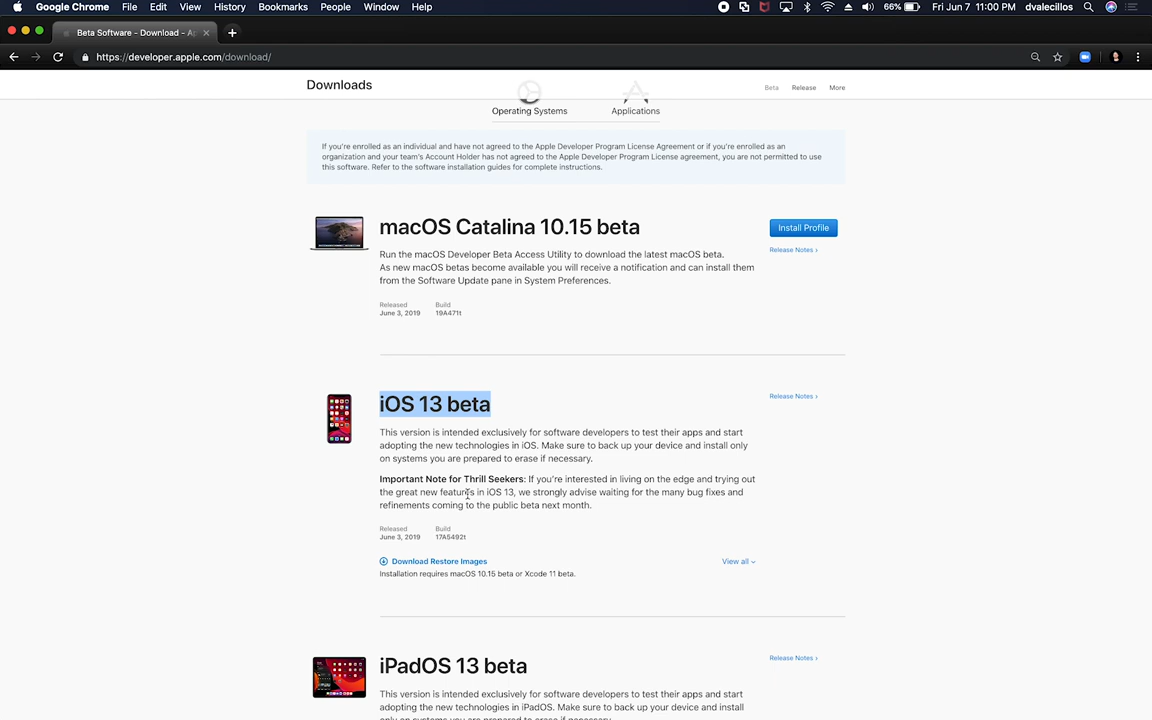 Google Chrome File Edit View History Bookmarks People Window Help 66% Fri Jun 7 11:00 PM dvalecillos
Beta Software - Download - A
https://developer.apple.com/download/
Downloads
Beta Release More
Operating Systems Applications
If you're enrolled as an individual and have not agreed to the Apple Developer Program License Agreement or if you're enrolled as an
organization and your team's Account Holder has not agreed to the Apple Developer Program License agreement, you are not permitted to use
this software. Refer to the software installation guides for complete instructions.
macOS Catalina 10.15 beta
Install Profile
Release Notes ›
Run the macOS Developer Beta Access Utility to download the latest macOS beta.
As new macOS betas become available you will receive a notification and can install them
from the Software Update pane in System Preferences.
Released Build
June 3, 2019 19A471t
iOS 13 beta
Release Notes ›
This version is intended exclusively for software developers to test their apps and start
adopting the new technologies in iOS. Make sure to back up your device and install only
on systems you are prepared to erase if necessary.
Important Note for Thrill Seekers: If you're interested in living on the edge and trying out
the great new features in iOS 13, we strongly advise waiting for the many bug fixes and
refinements coming to the public beta next month.
Released Build
June 3, 2019 17A5492t
Download Restore Images View all
Installation requires macOS 10.15 beta or Xcode 11 beta.
iPadOS 13 beta
Release Notes ›
This version is intended exclusively for software developers to test their apps and start
adopting the new technologies in iPadOS. Make sure to back up your device and install
only on systems you are prepared to erase if necessary.